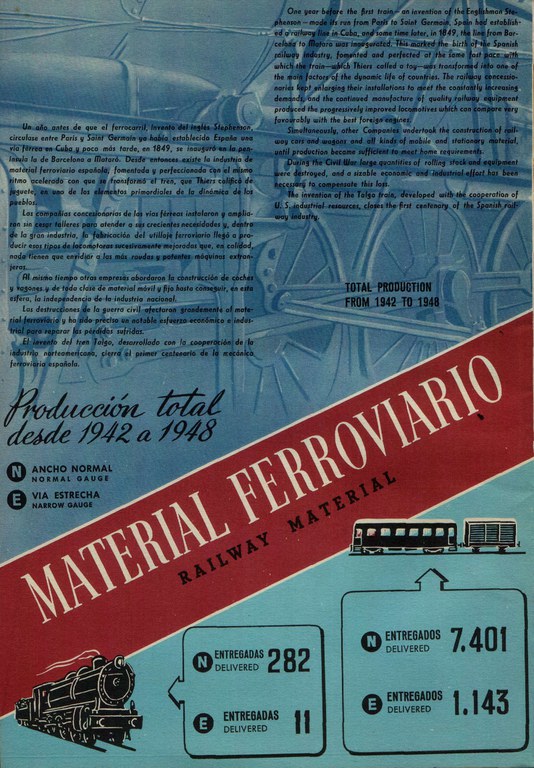 One year before the first train — an invention of the Englishman Ste-
phenson — made its run from Paris to Saint Germain, Spain had establish-
ed a railway line in Cuba, and some time later, in 1849, the line from Bar-
celona to Mataro was inaugurated. This marked the birth of the Spanish
railway industry, fomented and perfected at the same fast pace with
which the train — which Thiers called a toy — was transformed into one of
the main factors of the dynamic life of countries. The railway concessio-
naries kept enlarging their installations to meet the constantly increasing
demands and the continued manufacture of quality railway equipment
produced the progressively improved locomotives which can compare very
favourably with the best foreign engines.
Simultaneously, other Companies undertook the construction of rail-
way cars and wagons and all kinds of mobile and stationary material,
until production became sufficient to meet home requirements.
During the Civil War large quantities of rolling stock and equipment
were destroyed, and a sizable economic and industrial effort has been
necessary to compensate this loss.
The invention of the Talgo train, developed with the cooperation of
U. S. industrial resources, closes the first centenary of the Spanish rail-
way industry.
Un año antes de que el ferrocarril, invento del inglés Stephenson,
circulase entre París y Saint Germain ya había establecido España una
vía férrea en Cuba y poco más tarde, en 1849, se inauguró en la penín-
sula la de Barcelona a Mataró. Desde entonces existe la industria de
material ferroviario española, fomentada y perfeccionada con el mismo
ritmo acelerado con que se transforma el tren, que Thiers calificó de
juguete, en uno de los elementos primordiales de la dinámica de los
pueblos.
Las compañías concesionarias de las vías férreas instalaron y amplia-
ron sin cesar talleres para atender a sus crecientes necesidades y, dentro
de la gran industria, la fabricación del utillaje ferroviario llegó a pro-
ducir esos tipos de locomotoras sucesivamente mejoradas que, en calidad,
nada tienen que envidiar a las más raudas y potentes máquinas extran-
jeras.
Al mismo tiempo otras empresas abordaron la construcción de coches
y vagones y de toda clase de material móvil y fijo hasta conseguir, en esta
esfera, la independencia de la industria nacional.
Las destrucciones de la guerra civil afectaron grandemente al mate-
rial ferroviario y ha sido preciso un notable esfuerzo económico e indus-
trial para reparar las pérdidas sufridas.
El invento del tren Talgo, desarrollado con la cooperación de la
industria norteamericana, cierra el primer centenario de la mecánica
ferroviaria española.
TOTAL PRODUCTION
FROM 1942 TO 1948
Producción total
desde 1942 a 1948
N ANCHO NORMAL
NORMAL GAUGE
E VIA ESTRECHA
NARROW GAUGE
MATERIAL FERROVIARIO
RAILWAY MATERIAL
N ENTREGADAS 282
DELIVERED
E ENTREGADAS 11
DELIVERED
N ENTREGADOS 7.401
DELIVERED
E ENTREGADOS 1.143
DELIVERED